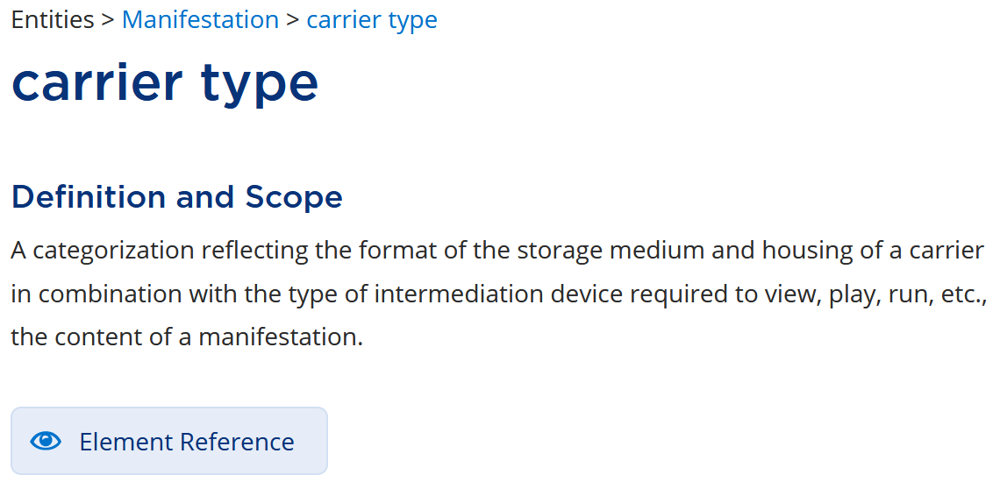 Entities > Manifestation > carrier type
carrier type
Definition and Scope
A categorization reflecting the format of the storage medium and housing of a carrier
in combination with the type of intermediation device required to view, play, run, etc.,
the content of a manifestation.
Element Reference